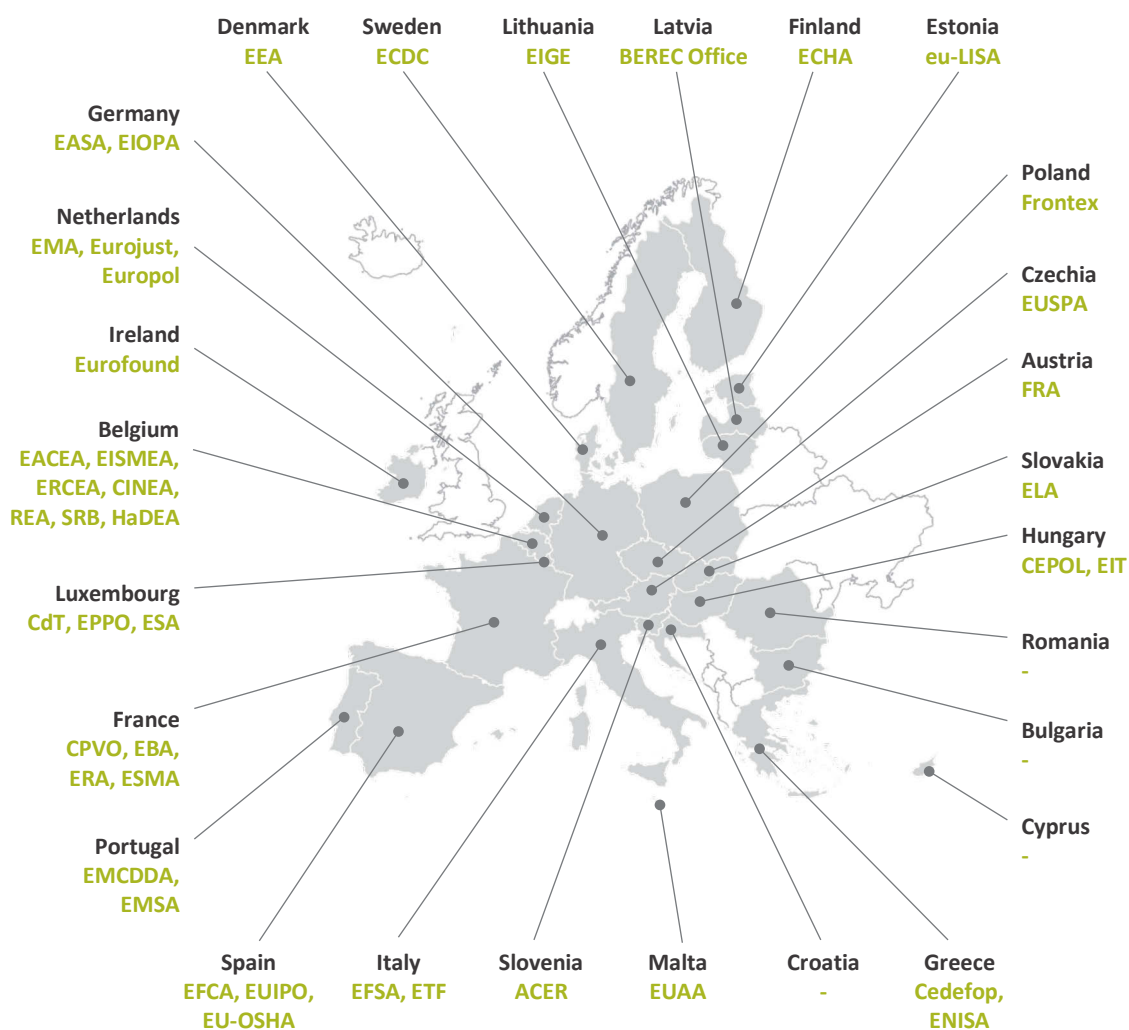 Denmark
EEA
Sweden
ECDC
Lithuania
EIGE
Latvia
BEREC Office
Finland
ECHA
Estonia
eu-LISA
Germany
EASA, EIOPA
Netherlands
EMA, Eurojust,
Europol
Ireland
Eurofound
Belgium
EACEA, EISMEA,
ERCEA, CINEA,
REA, SRB, HaDEA
Luxembourg
CdT, EPPO, ESA
France
CPVO, EBA,
ERA, ESMA
Portugal
EMCDDA,
EMSA
Poland
Frontex
Czechia
EUSPA
Austria
FRA
Slovakia
ELA
Hungary
CEPOL, EIT
Romania
-
Bulgaria
-
Cyprus
-
Spain
EFCA, EUIPO,
EU-OSHA
Italy
EFSA, ETF
Slovenia
ACER
Malta
EUAA
Croatia
-
Greece
Cedefop,
ENISA